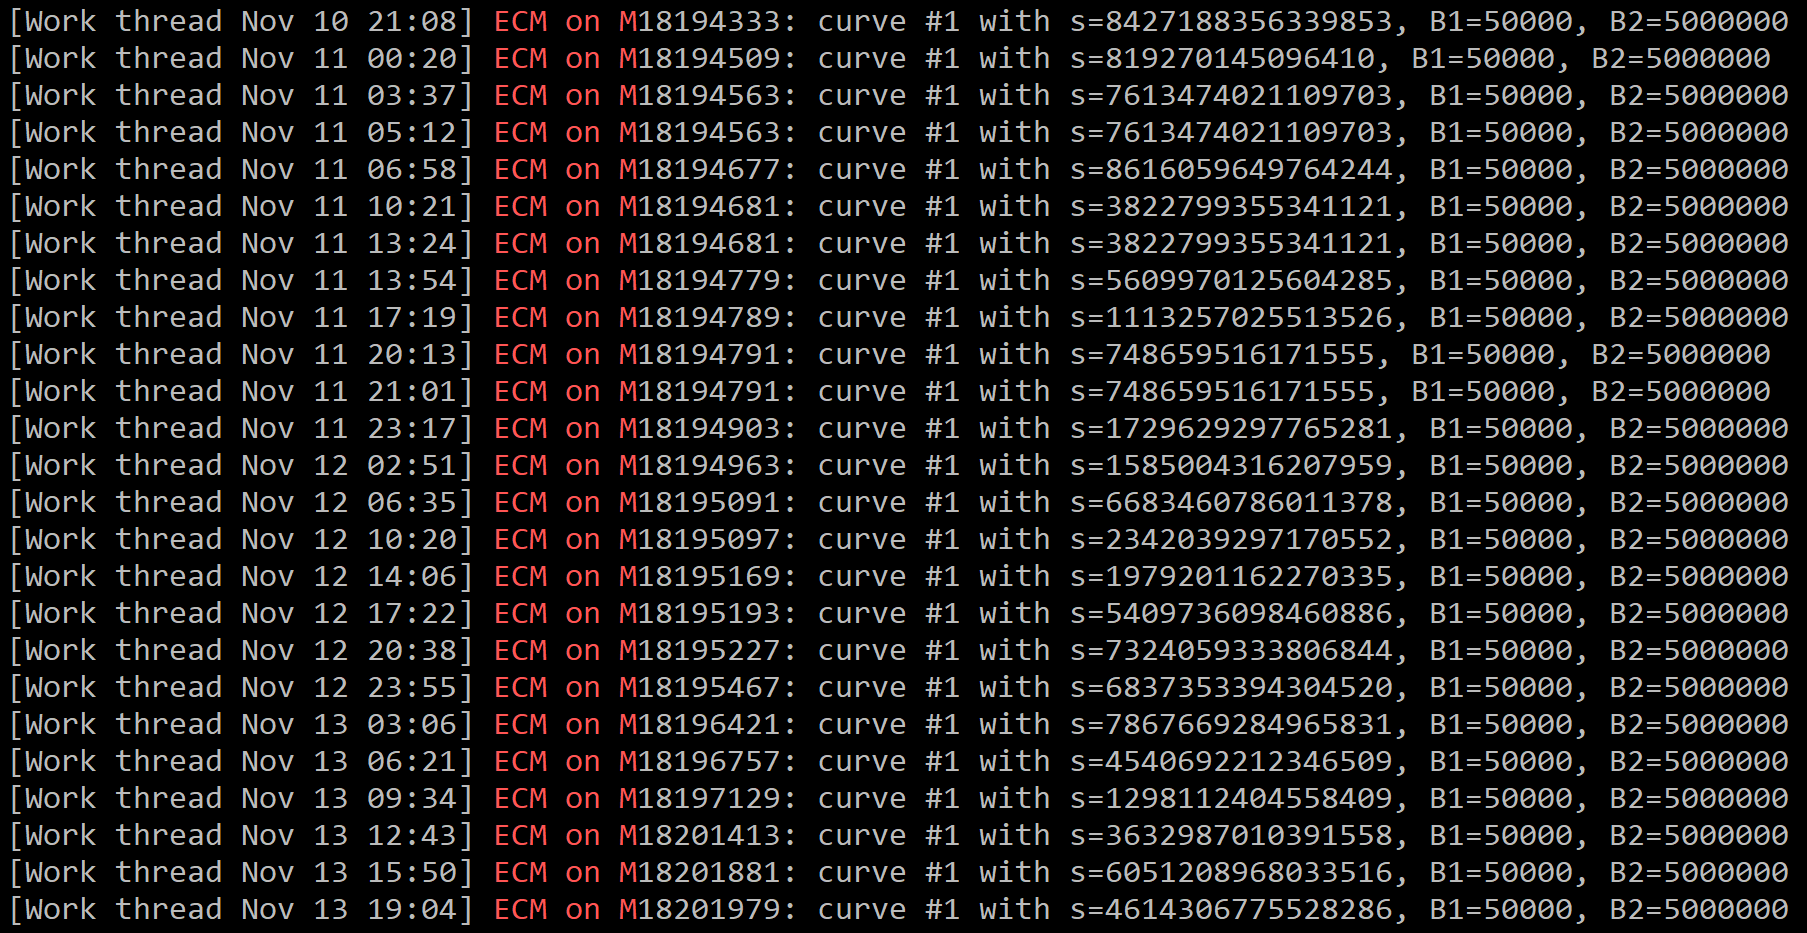 [Work thread Nov 10 21:08] ECM on M18194333: curve #1 with s=8427188356339853, B1=50000, B2=5000000
[Work thread Nov 11 00:20] ECM on M18194509: curve #1 with s=819270145096410, B1=50000, B2=5000000
[Work thread Nov 11 03:37] ECM on M18194563: curve #1 with s=7613474021109703, B1=50000, B2=5000000
[Work thread Nov 11 05:12] ECM on M18194563: curve #1 with s=7613474021109703, B1=50000, B2=5000000
[Work thread Nov 11 06:58] ECM on M18194677: curve #1 with s=8616059649764244, B1=50000, B2=5000000
[Work thread Nov 11 10:21] ECM on M18194681: curve #1 with s=3822799355341121, B1=50000, B2=5000000
[Work thread Nov 11 13:24] ECM on M18194681: curve #1 with s=3822799355341121, B1=50000, B2=5000000
[Work thread Nov 11 13:54] ECM on M18194779: curve #1 with s=5609970125604285, B1=50000, B2=5000000
[Work thread Nov 11 17:19] ECM on M18194789: curve #1 with s=1113257025513526, B1=50000, B2=5000000
[Work thread Nov 11 20:13] ECM on M18194791: curve #1 with s=748659516171555, B1=50000, B2=5000000
[Work thread Nov 11 21:01] ECM on M18194791: curve #1 with s=748659516171555, B1=50000, B2=5000000
[Work thread Nov 11 23:17] ECM on M18194903: curve #1 with s=1729629297765281, B1=50000, B2=5000000
[Work thread Nov 12 02:51] ECM on M18194963: curve #1 with s=1585004316207959, B1=50000, B2=5000000
[Work thread Nov 12 06:35] ECM on M18195091: curve #1 with s=6683460786011378, B1=50000, B2=5000000
[Work thread Nov 12 10:20] ECM on M18195097: curve #1 with s=2342039297170552, B1=50000, B2=5000000
[Work thread Nov 12 14:06] ECM on M18195169: curve #1 with s=1979201162270335, B1=50000, B2=5000000
[Work thread Nov 12 17:22] ECM on M18195193: curve #1 with s=5409736098460886, B1=50000, B2=5000000
[Work thread Nov 12 20:38] ECM on M18195227: curve #1 with s=7324059333806844, B1=50000, B2=5000000
[Work thread Nov 12 23:55] ECM on M18195467: curve #1 with s=6837353394304520, B1=50000, B2=5000000
[Work thread Nov 13 03:06] ECM on M18196421: curve #1 with s=7867669284965831, B1=50000, B2=5000000
[Work thread Nov 13 06:21] ECM on M18196757: curve #1 with s=4540692212346509, B1=50000, B2=5000000
[Work thread Nov 13 09:34] ECM on M18197129: curve #1 with s=1298112404558409, B1=50000, B2=5000000
[Work thread Nov 13 12:43] ECM on M18201413: curve #1 with s=3632987010391558, B1=50000, B2=5000000
[Work thread Nov 13 15:50] ECM on M18201881: curve #1 with s=6051208968033516, B1=50000, B2=5000000
[Work thread Nov 13 19:04] ECM on M18201979: curve #1 with s=4614306775528286, B1=50000, B2=5000000